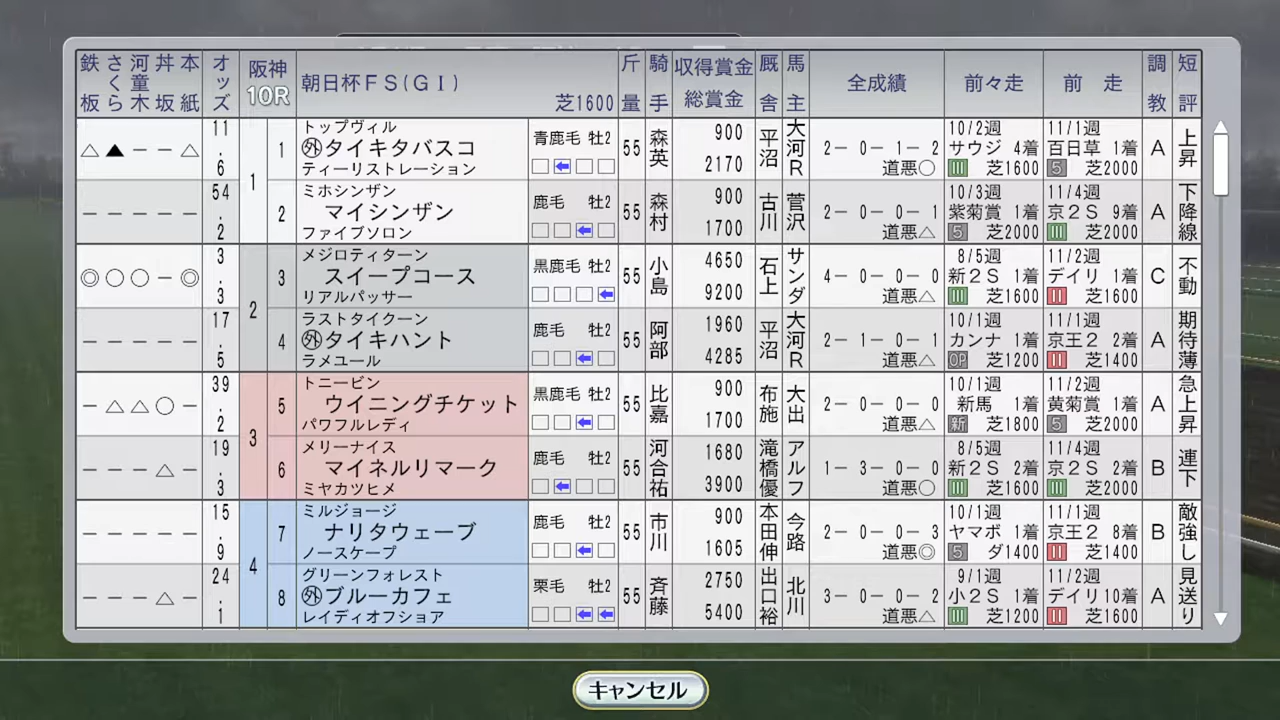 鉄板 さくら 河童木 丼坂 本紙 オッズ 阪神10R 朝日杯FS(GⅠ) 芝1600 斤量 騎手 収得賞金 総賞金 厩舎 馬主 全成績 前々走 前 走 調教 短評
△ ▲ − − △ 11.6 1 1 トップヴィル 青鹿毛 牡2 55 森英 900 平沼 大河R 2− 0− 1− 2 10/2週 11/1週 A 上昇
外タイキタバスコ サウジ 4着 百日草 1着
ティーリストレーション 2170 道悪○ Ⅲ 芝1600 5 芝2000
− − − − − 54.2 2 ミホシンザン 鹿毛 牡2 55 森村 900 古川 菅沢 2− 0− 0− 1 10/3週 11/4週 A 下降線
マイシンザン 紫菊賞 1着 京2S 9着
ファイブソロン 1700 道悪△ 5 芝2000 Ⅲ 芝2000
◎ ○ ○ − ◎ 3.3 2 3 メジロティターン 黒鹿毛 牡2 55 小島 4650 石上 サンダ 4− 0− 0− 0 8/5週 11/2週 C 不動
スイープコース 新2S 1着 デイリ 1着
リアルパッサー 9200 道悪△ Ⅲ 芝1600 Ⅱ 芝1600
− − − − − 17.5 4 ラストタイクーン 鹿毛 牡2 55 阿部 1960 平沼 大河R 2− 1− 0− 1 10/1週 11/1週 A 期待薄
外タイキハント カンナ 1着 京王2 2着
ラメユール 4285 道悪△ OP 芝1200 Ⅱ 芝1400
− △ △ ○ − 39.2 3 5 トニービン 黒鹿毛 牡2 55 比嘉 900 布施 大出 2− 0− 0− 0 10/1週 11/2週 A 急上昇
ウイニングチケット 新馬 1着 黄菊賞 1着
パワフルレディ 1700 道悪△ 新 芝1800 5 芝2000
− − − △ − 19.3 6 メリーナイス 鹿毛 牡2 55 河合祐 1680 滝橋優 アルフ 1− 3− 0− 0 8/5週 11/4週 B 連下
マイネルリマーク 新2S 2着 京2S 2着
ミヤカツヒメ 3900 道悪○ Ⅲ 芝1600 Ⅲ 芝2000
− − − − − 15.9 4 7 ミルジョージ 鹿毛 牡2 55 市川 900 本田伸 今路 2− 0− 0− 3 10/1週 11/1週 B 敵強し
ナリタウェーブ ヤマボ 1着 京王2 8着
ノースケープ 1605 道悪◎ 5 ダ1400 Ⅱ 芝1400
− − − △ − 24.1 8 グリーンフォレスト 栗毛 牡2 55 斉藤 2750 出口裕 北川 3− 0− 0− 2 9/1週 11/2週 A 見送り
外ブルーカフェ 小2S 1着 デイリ10着
レイディオフショア 5400 道悪△ Ⅲ 芝1200 Ⅱ 芝1600
キャンセル